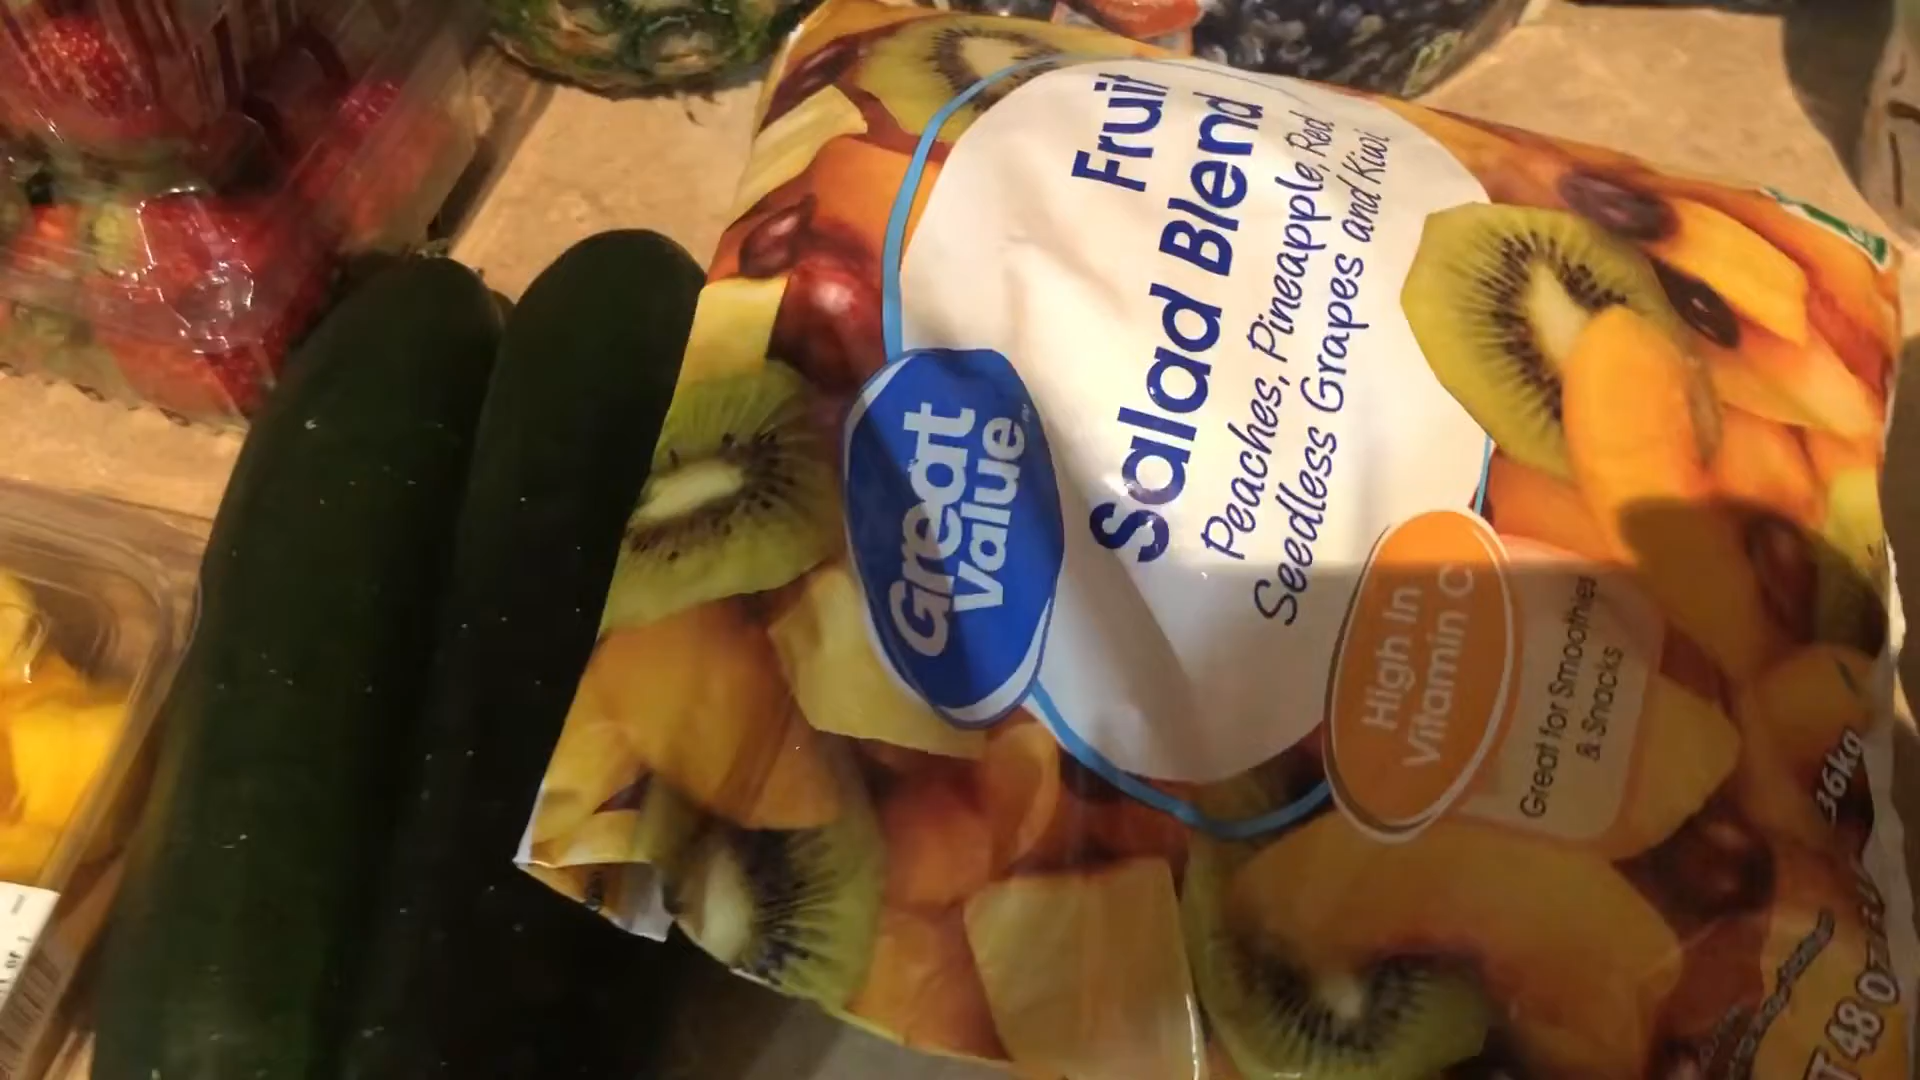 Fruit
Salad Blend
Peaches, Pineapple, Red
Seedless Grapes and Kiwi
Great
Value
High In
Vitamin C
Great for Smoothies
& Snacks
48 oz
36kg